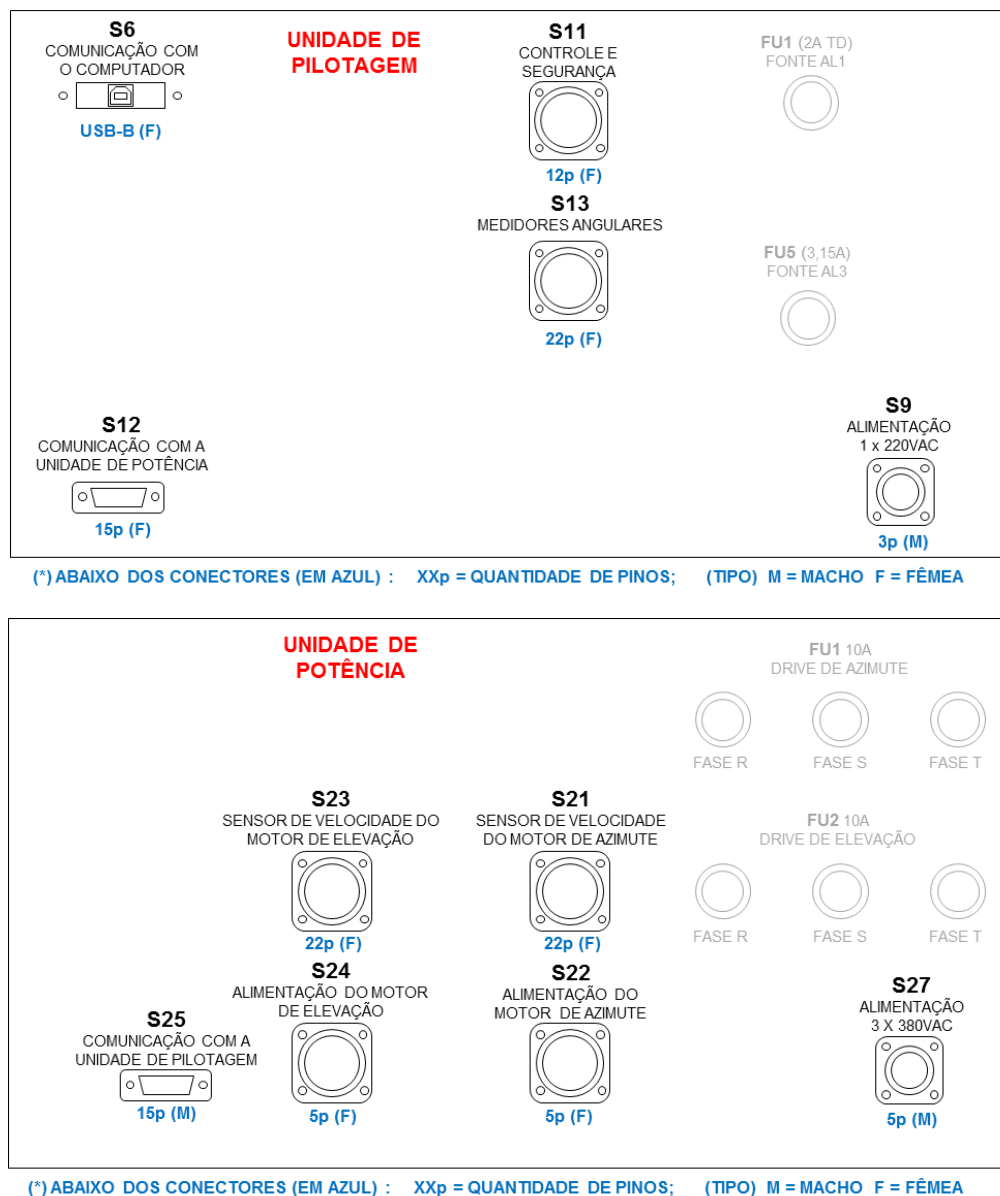 S6
COMUNICAÇÃO COM
O COMPUTADOR
USB-B (F)
UNIDADE DE
PILOTAGEM
S11
CONTROLE E
SEGURANÇA
12p (F)
FU1 (2A TD)
FONTE AL1
S13
MEDIDORES ANGULARES
22p (F)
FU5 (3,15A)
FONTE AL3
S12
COMUNICAÇÃO COM A
UNIDADE DE POTÊNCIA
15p (F)
S9
ALIMENTAÇÃO
1 x 220VAC
3p (M)
(*) ABAIXO DOS CONECTORES (EM AZUL) : XXp = QUANTIDADE DE PINOS; (TIPO) M = MACHO F = FÊMEA
UNIDADE DE
POTÊNCIA
FU1 10A
DRIVE DE AZIMUTE
FASE R
FASE S
FASE T
S23
SENSOR DE VELOCIDADE DO
MOTOR DE ELEVAÇÃO
22p (F)
S21
SENSOR DE VELOCIDADE
DO MOTOR DE AZIMUTE
22p (F)
FU2 10A
DRIVE DE ELEVAÇÃO
FASE R
FASE S
FASE T
S25
COMUNICAÇÃO COM A
UNIDADE DE PILOTAGEM
15p (M)
S24
ALIMENTAÇÃO DO MOTOR
DE ELEVAÇÃO
5p (F)
S22
ALIMENTAÇÃO DO
MOTOR DE AZIMUTE
5p (F)
S27
ALIMENTAÇÃO
3 X 380VAC
5p (M)
(*) ABAIXO DOS CONECTORES (EM AZUL) : XXp = QUANTIDADE DE PINOS; (TIPO) M = MACHO F = FÊMEA